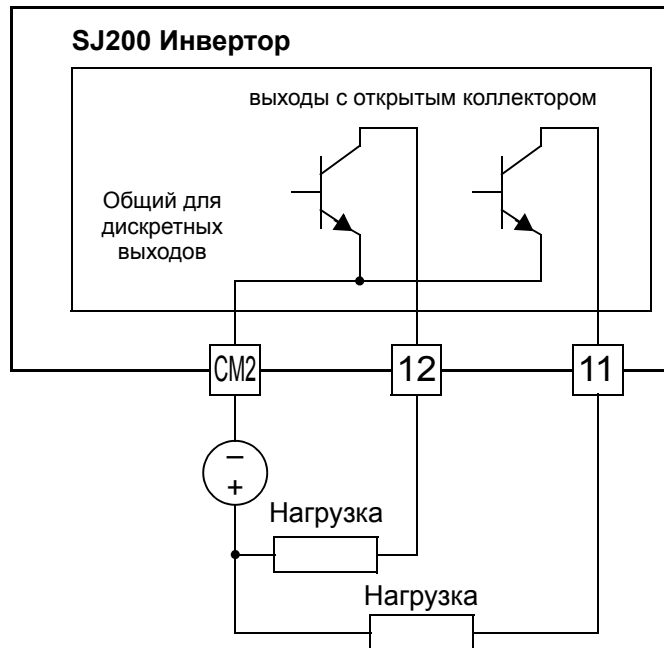 SJ200 Инвертор
выходы с открытым коллектором
Общий для
дискретных
выходов
CM2
12
11
–
+
Нагрузка
Нагрузка